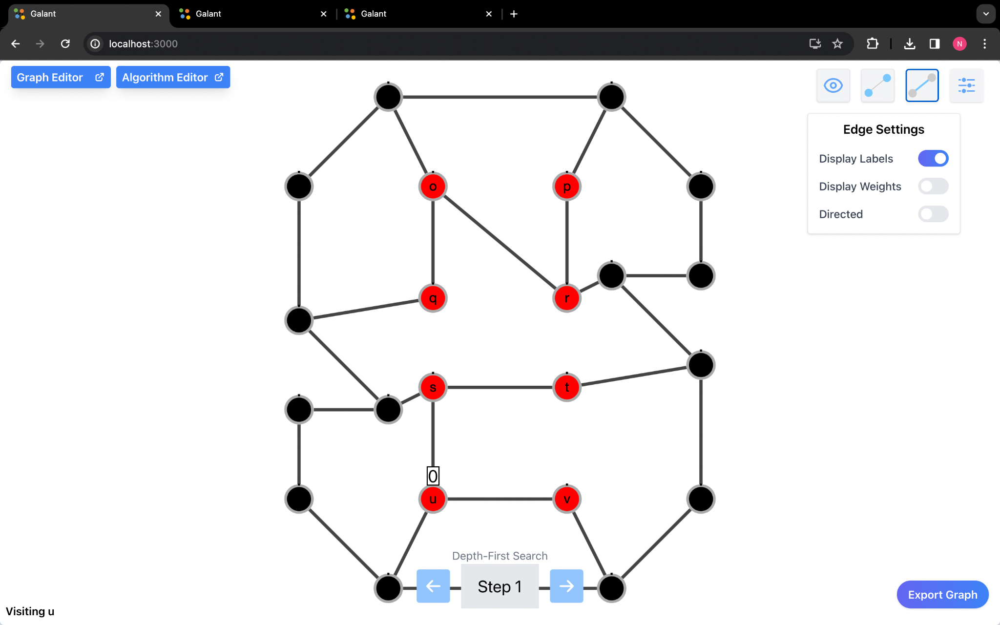 Galant
Galant
Galant
localhost:3000
N
Graph Editor
Algorithm Editor
Edge Settings
Display Labels
Display Weights
Directed
o
p
q
r
s
t
0
u
v
Depth-First Search
Step 1
Export Graph
Visiting u